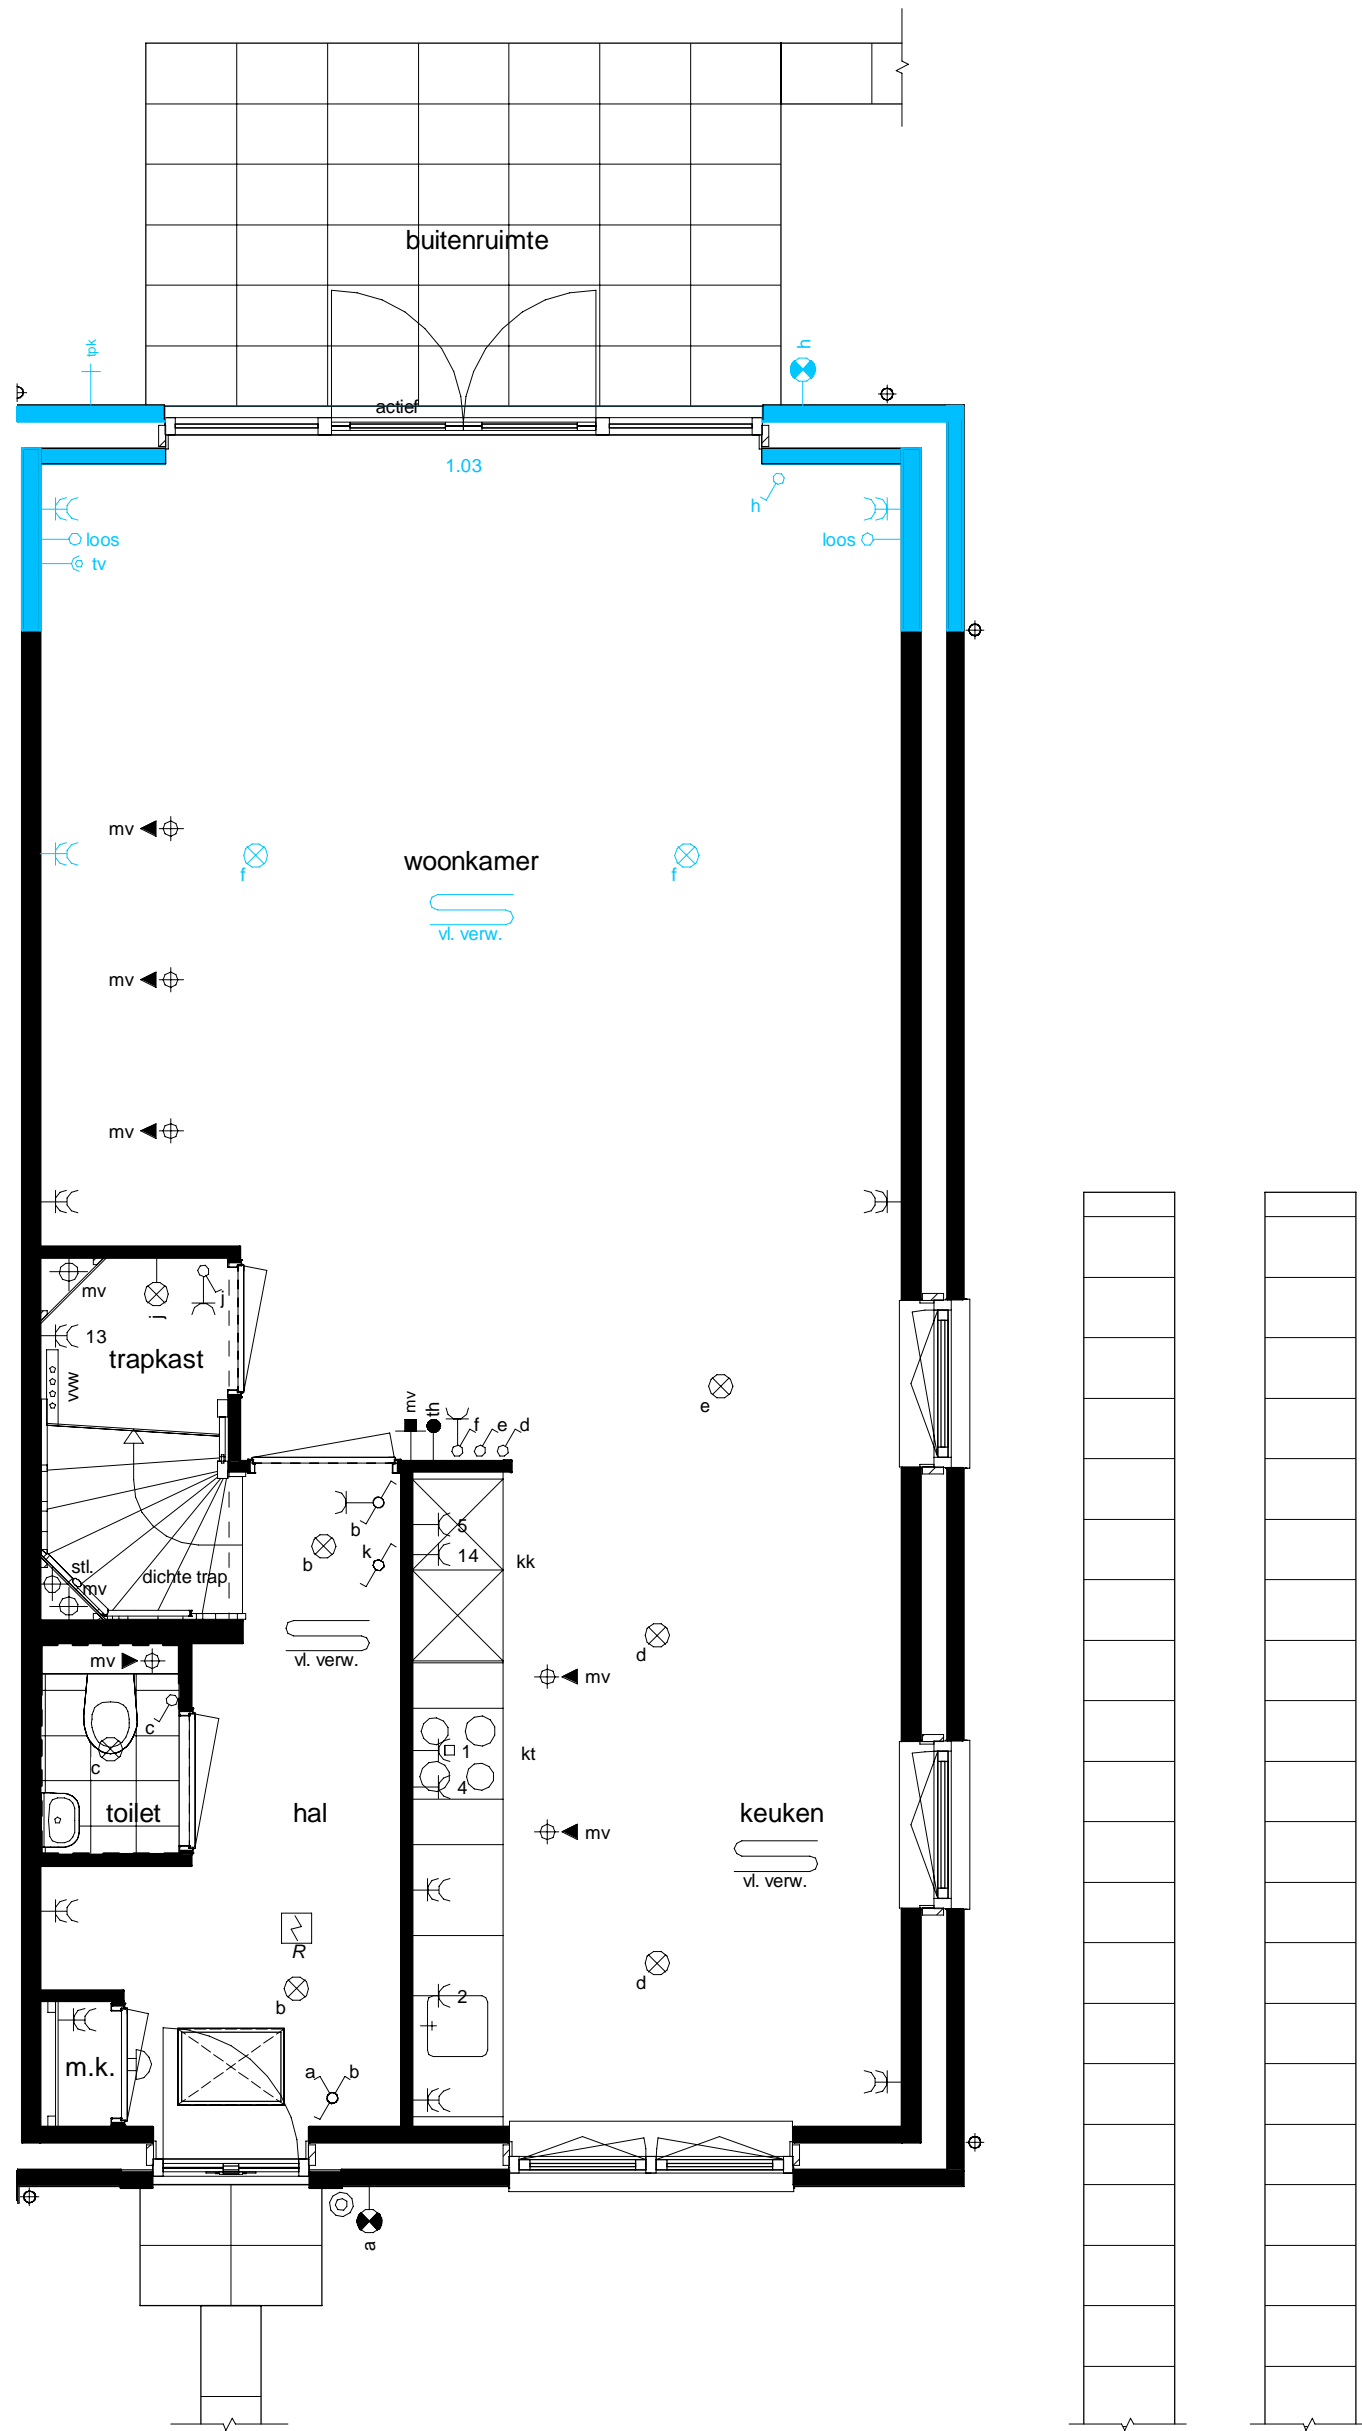 buitenruimte
tpk
h
actief
1.03
h
loos
loos
tv
mv
woonkamer
f
f
vl. verw.
mv
mv
mv
j
j
13
trapkast
vvw
e
mv
th
f
e
d
b
5
b
k
14
kk
stl.
mv
dichte trap
vl. verw.
d
mv
mv
c
c
1
kt
4
toilet
hal
keuken
mv
vl. verw.
R
d
b
2
m.k.
a
b
a